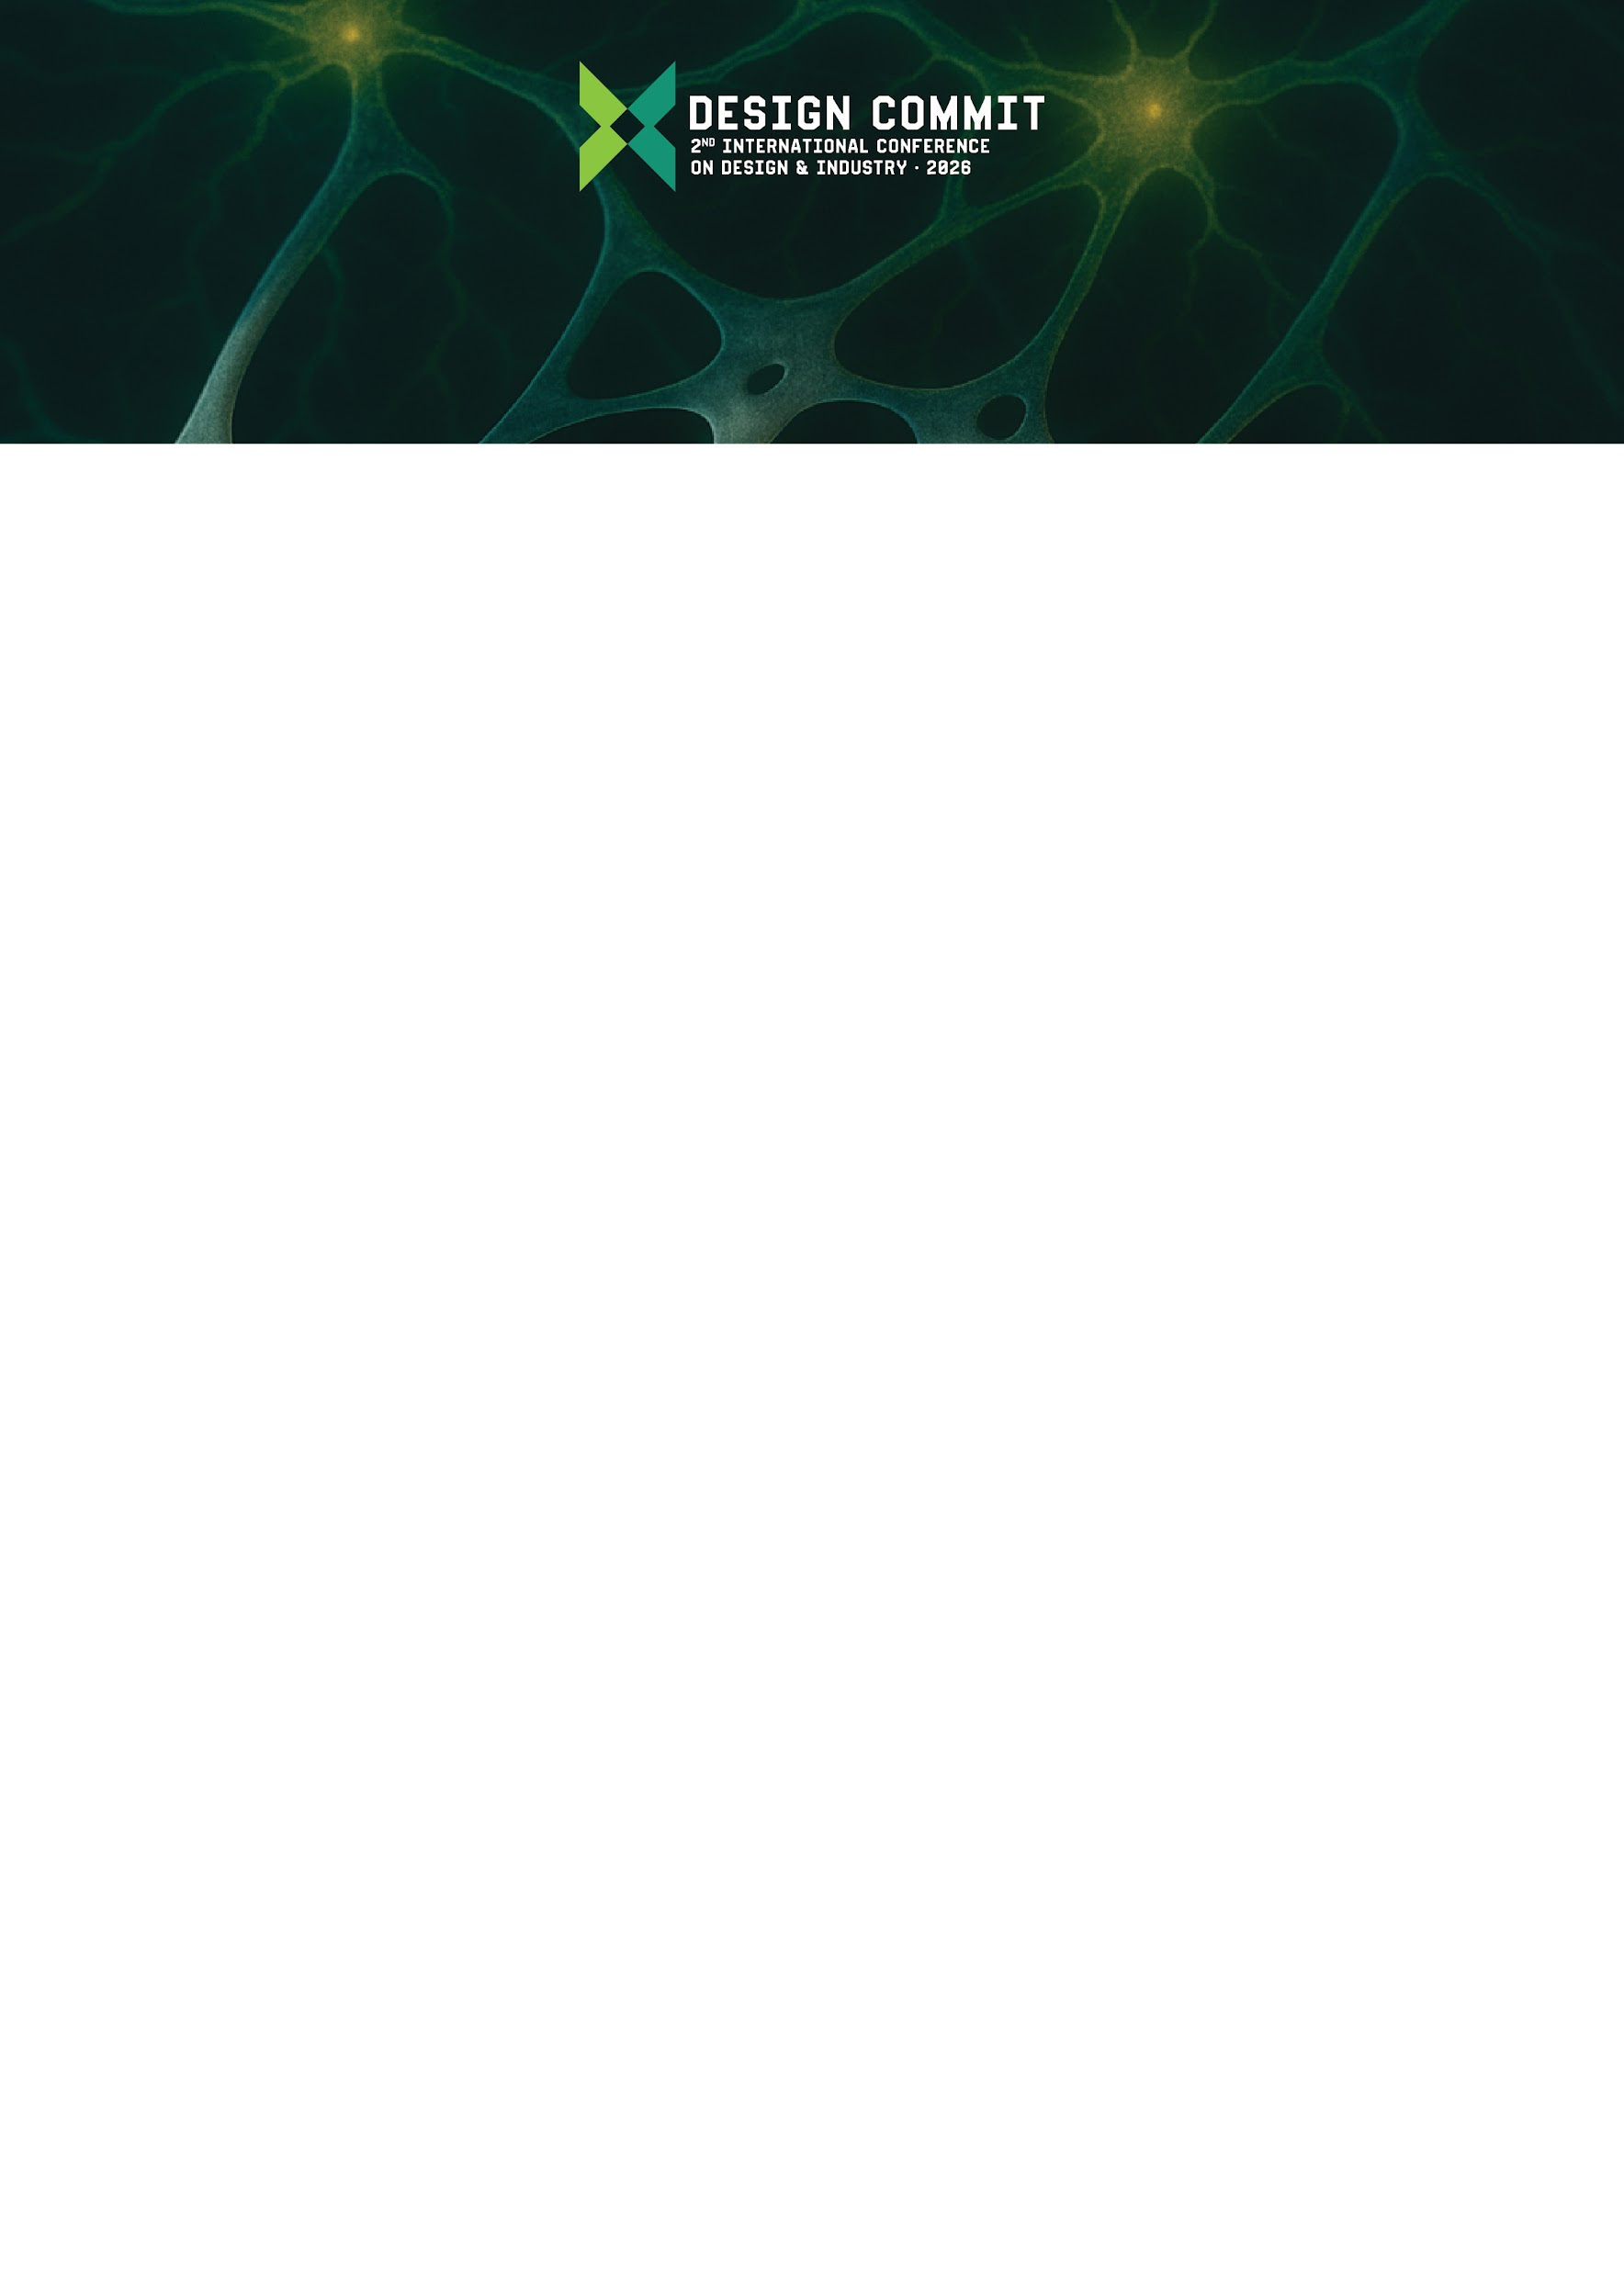 DESIGN COMMIT
2ND INTERNATIONAL CONFERENCE
ON DESIGN & INDUSTRY · 2026